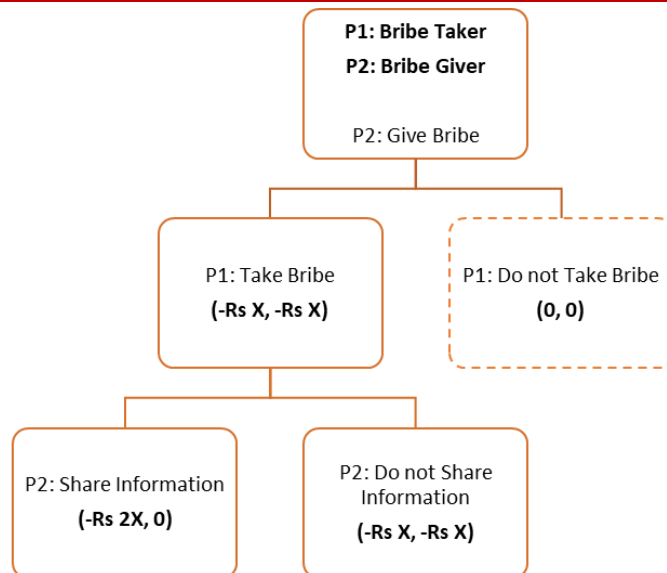 P1: Bribe Taker
P2: Bribe Giver
P2: Give Bribe
P1: Take Bribe
(-Rs X, -Rs X)
P1: Do not Take Bribe
(0, 0)
P2: Share Information
(-Rs 2X, 0)
P2: Do not Share
Information
(-Rs X, -Rs X)